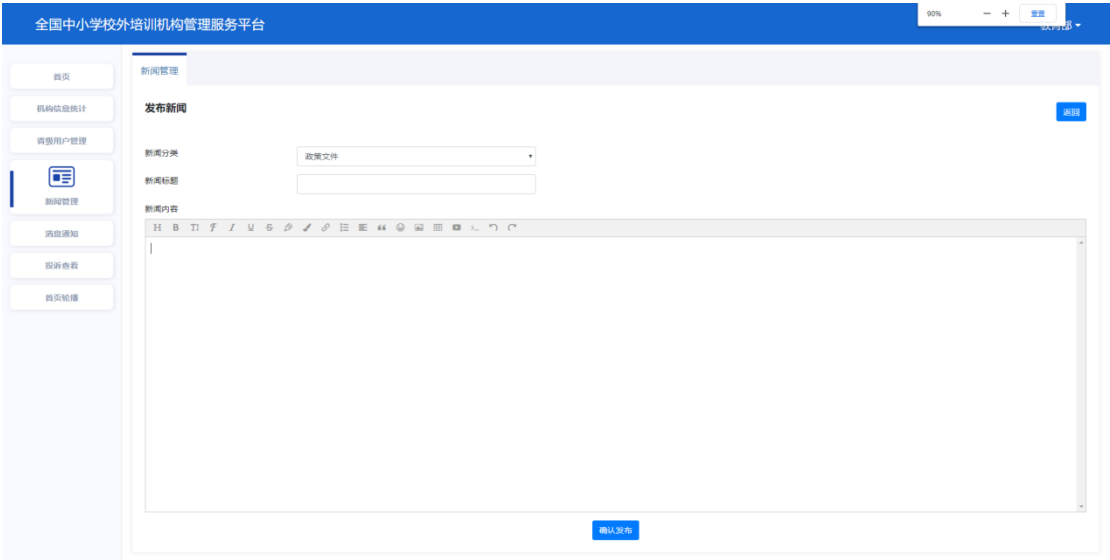 全国中小学校外培训机构管理服务平台
90%
重置
首页
机构信息统计
省级用户管理
新闻管理
消息通知
投诉查看
首页轮播
新闻管理
发布新闻
返回
新闻分类
政策文件
新闻标题
新闻内容
确认发布